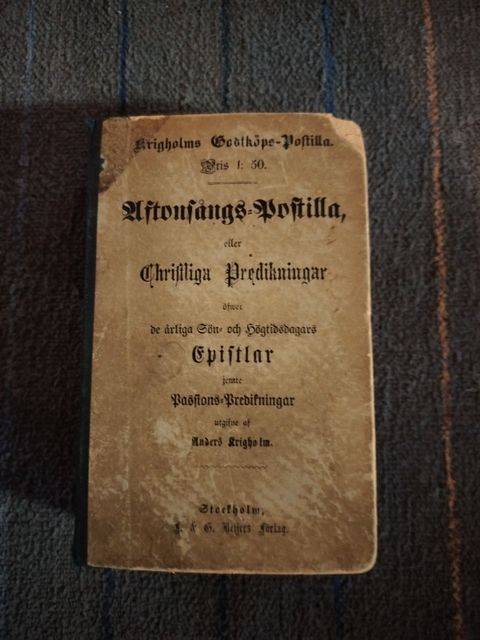 Krigholms Godtköps-Postilla.
Pris 1: 50.
Aftonsångs-Postilla,
eller
Christliga Predikningar
öfwer
de årliga Sön- och Högtidsdagars
Epistlar
jemte
Passions-Predikningar
utgifne af
Anders Krigholm.
Stockholm,
& G. Beijers Förlag.